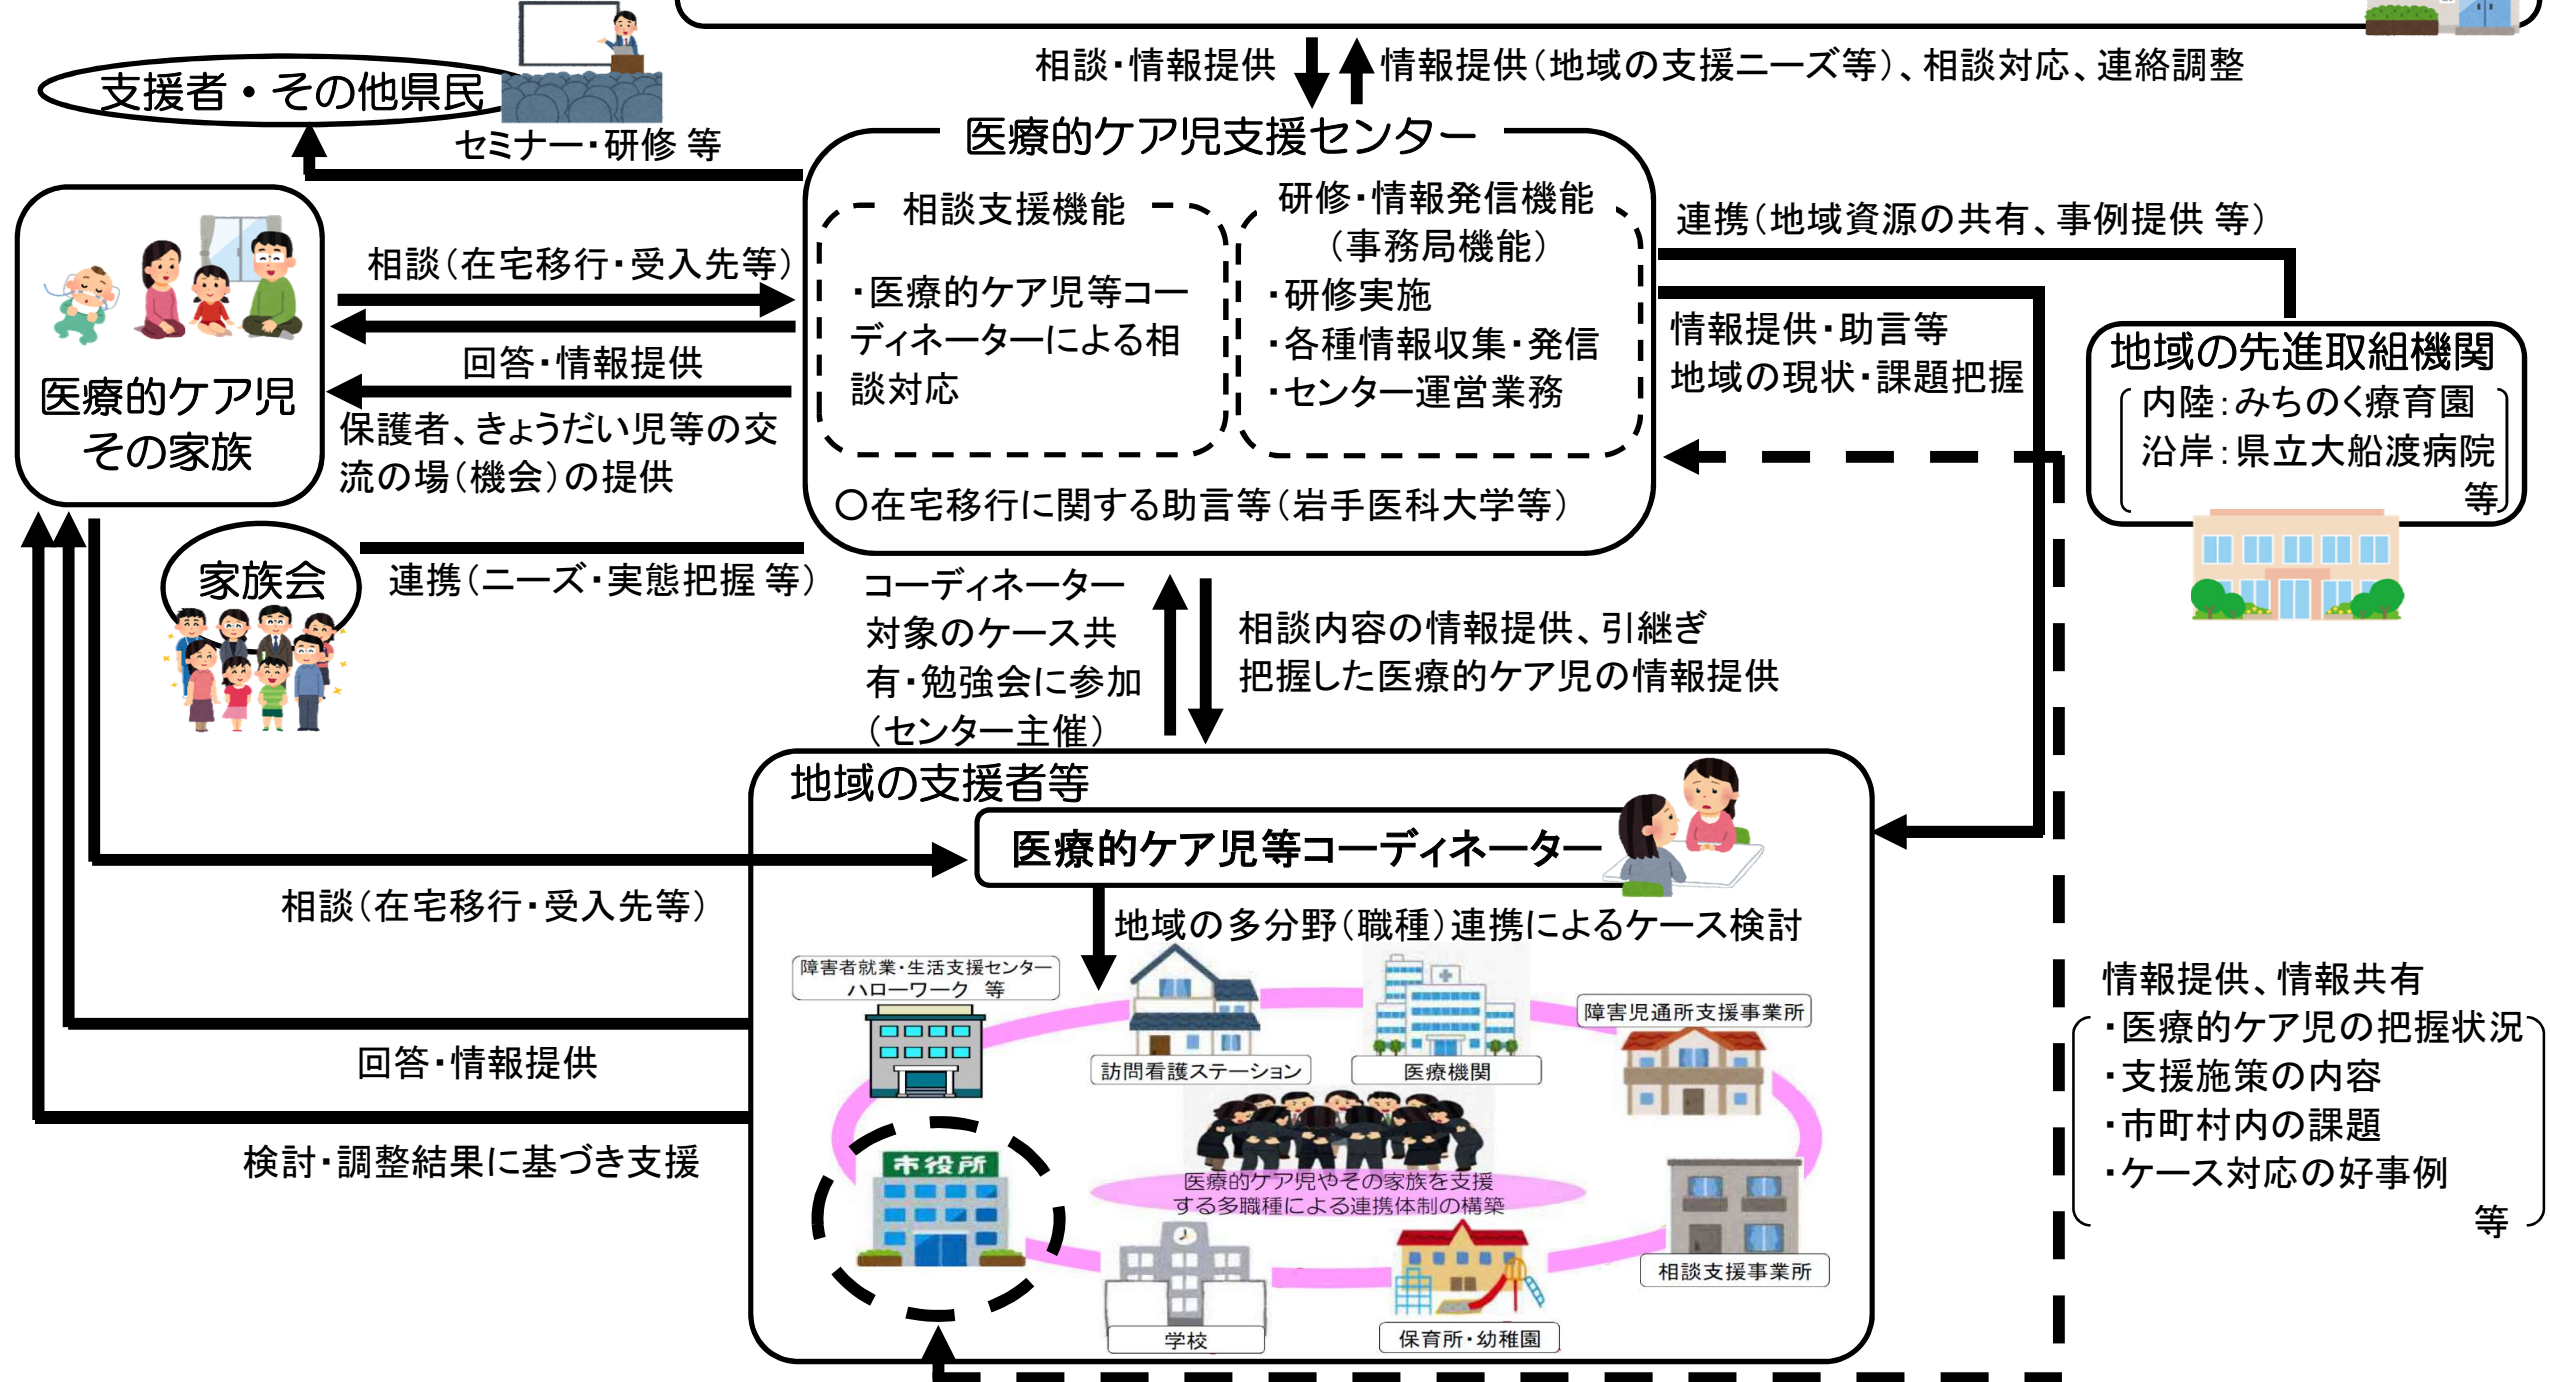 相談・情報提供
情報提供（地域の支援ニーズ等）、相談対応、連絡調整
支援者・その他県民
セミナー・研修 等
医療的ケア児支援センター
相談支援機能
・医療的ケア児等コー
ディネーターによる相
談対応
研修・情報発信機能
（事務局機能）
・研修実施
・各種情報収集・発信
・センター運営業務
○在宅移行に関する助言等（岩手医科大学等）
医療的ケア児
その家族
相談（在宅移行・受入先等）
回答・情報提供
保護者、きょうだい児等の交
流の場（機会）の提供
連携（地域資源の共有、事例提供 等）
情報提供・助言等
地域の現状・課題把握
地域の先進取組機関
内陸：みちのく療育園
沿岸：県立大船渡病院
等
家族会
連携（ニーズ・実態把握 等）
コーディネーター
対象のケース共
有・勉強会に参加
（センター主催）
相談内容の情報提供、引継ぎ
把握した医療的ケア児の情報提供
地域の支援者等
医療的ケア児等コーディネーター
地域の多分野（職種）連携によるケース検討
相談（在宅移行・受入先等）
回答・情報提供
検討・調整結果に基づき支援
障害者就業・生活支援センター
ハローワーク 等
訪問看護ステーション
医療機関
障害児通所支援事業所
市役所
医療的ケア児やその家族を支援
する多職種による連携体制の構築
相談支援事業所
学校
保育所・幼稚園
情報提供、情報共有
・医療的ケア児の把握状況
・支援施策の内容
・市町村内の課題
・ケース対応の好事例
等